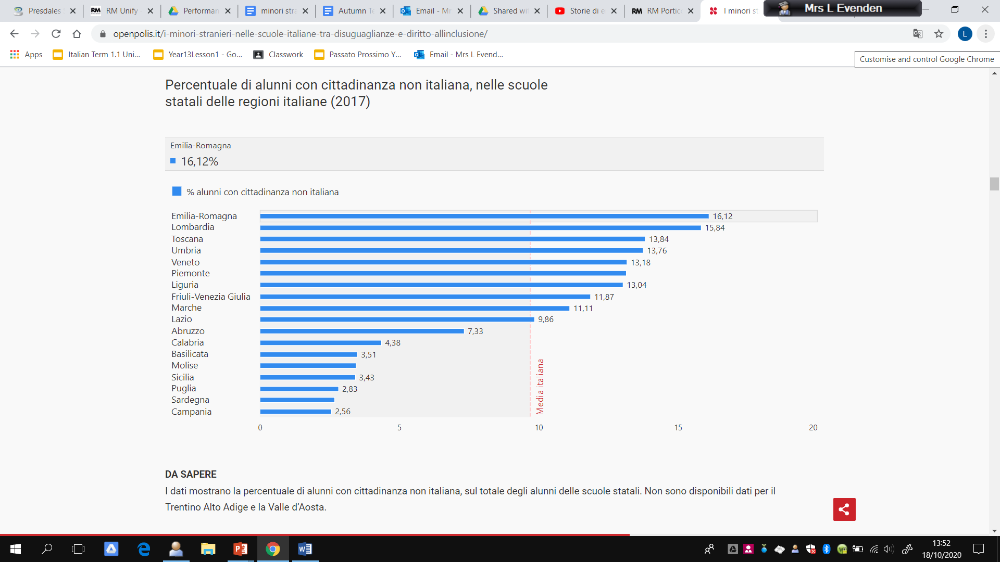 Presdales
RM Unify
Performan
minori stra
Autumn Te
Email - Mr
Shared wi
Storie di e
RM Portico
I minori st
Mrs L Evenden
openpolis.it/i-minori-stranieri-nelle-scuole-italiane-tra-disuguaglianze-e-diritto-allinclusione/
L
Apps
Italian Term 1.1 Uni...
Year13Lesson1 - Go...
Classwork
Passato Prossimo Y...
Email - Mrs L Evend...
Customise and control Google Chrome
Percentuale di alunni con cittadinanza non italiana, nelle scuole
statali delle regioni italiane (2017)
Emilia-Romagna
16,12%
% alunni con cittadinanza non italiana
Emilia-Romagna 16,12
Lombardia 15,84
Toscana 13,84
Umbria 13,76
Veneto 13,18
Piemonte
Liguria 13,04
Friuli-Venezia Giulia 11,87
Marche 11,11
Lazio 9,86
Abruzzo 7,33
Calabria 4,38
Basilicata 3,51
Molise
Sicilia 3,43
Puglia 2,83
Sardegna
Campania 2,56
Media italiana
0 5 10 15 20
DA SAPERE
I dati mostrano la percentuale di alunni con cittadinanza non italiana, sul totale degli alunni delle scuole statali. Non sono disponibili dati per il
Trentino Alto Adige e la Valle d'Aosta.
13:52
18/10/2020